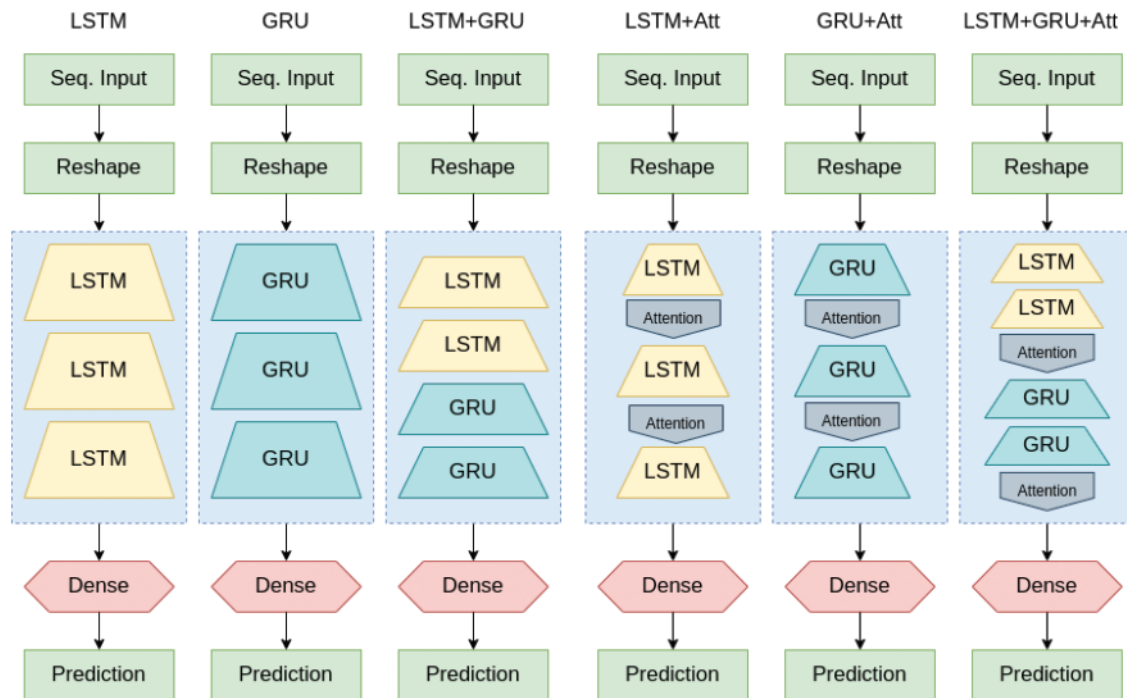 LSTM
GRU
LSTM+GRU
LSTM+Att
GRU+Att
LSTM+GRU+Att
Seq. Input
Seq. Input
Seq. Input
Seq. Input
Seq. Input
Seq. Input
Reshape
Reshape
Reshape
Reshape
Reshape
Reshape
LSTM
LSTM
LSTM
GRU
GRU
GRU
LSTM
LSTM
GRU
GRU
LSTM
Attention
LSTM
Attention
LSTM
GRU
Attention
GRU
Attention
GRU
LSTM
LSTM
Attention
GRU
GRU
Attention
Dense
Dense
Dense
Dense
Dense
Dense
Prediction
Prediction
Prediction
Prediction
Prediction
Prediction